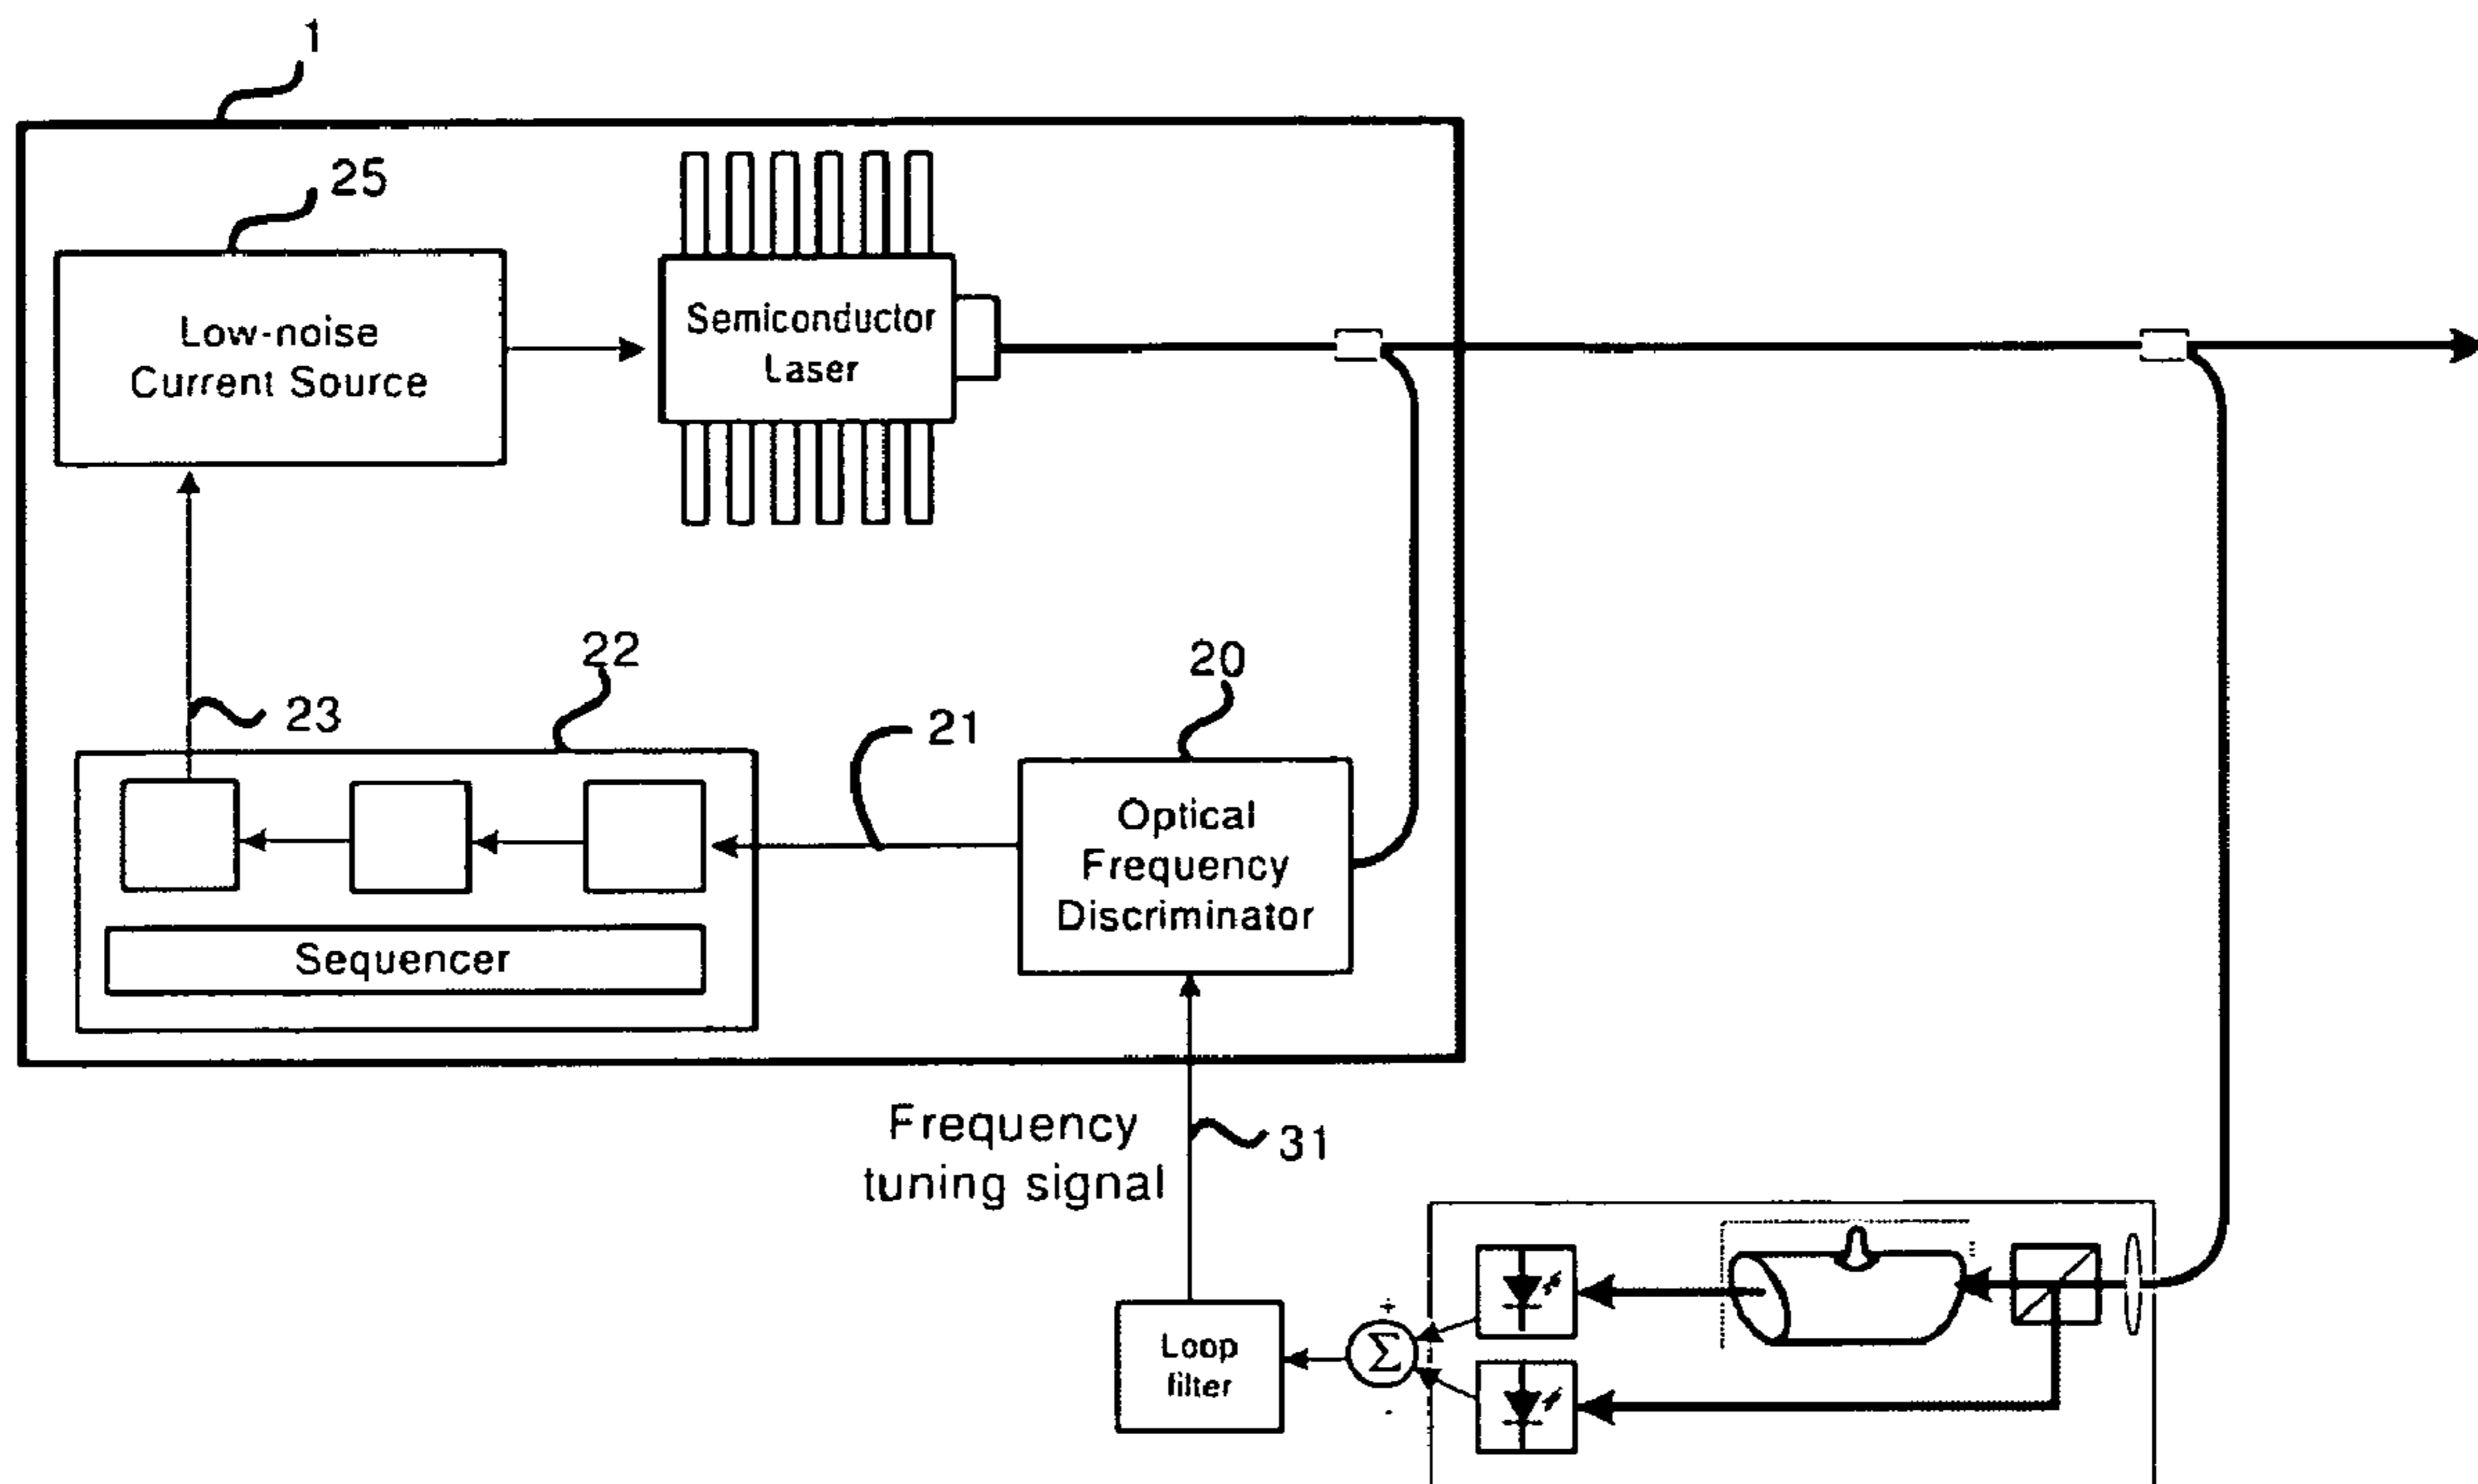 1
25
Low-noise
Current Source
Semiconductor
Laser
22
20
23
21
Optical
Frequency
Discriminator
Sequencer
Frequency
tuning signal
31
Loop
filter
+
Σ
-